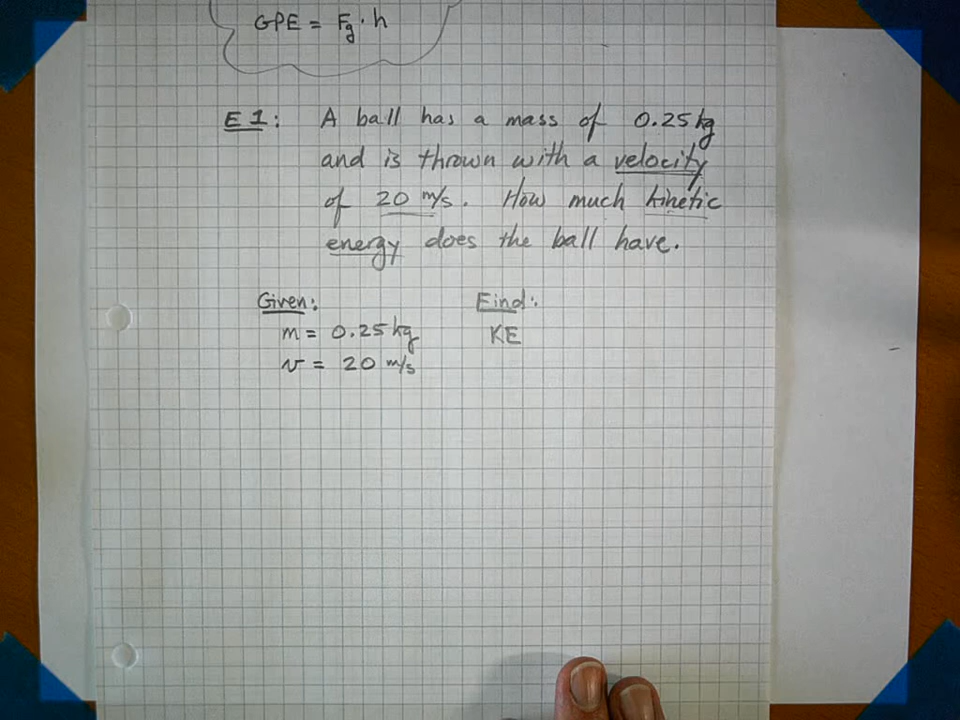 GPE = Fg · h
E1: A ball has a mass of 0.25 kg
and is thrown with a velocity
of 20 m/s. How much kinetic
energy does the ball have.
Given: Find:
m = 0.25 kg KE
v = 20 m/s